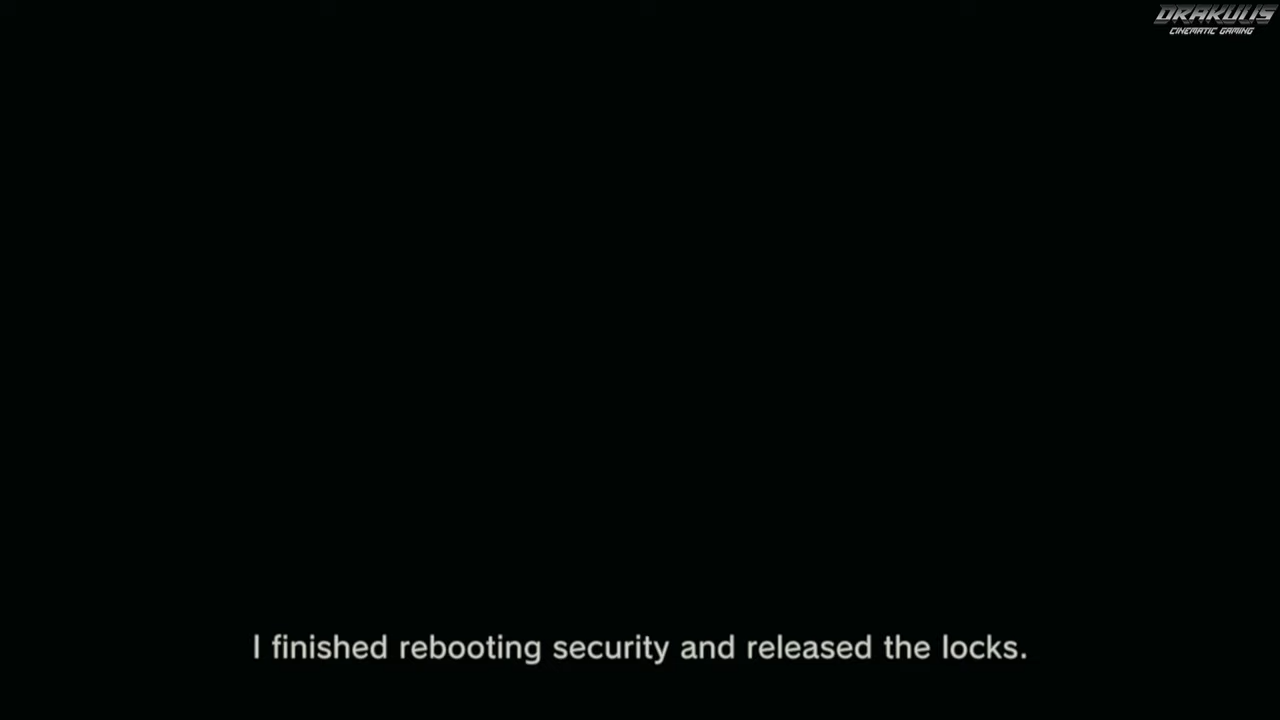 DRAKULIS
CINEMATIC GAMING
I finished rebooting security and released the locks.